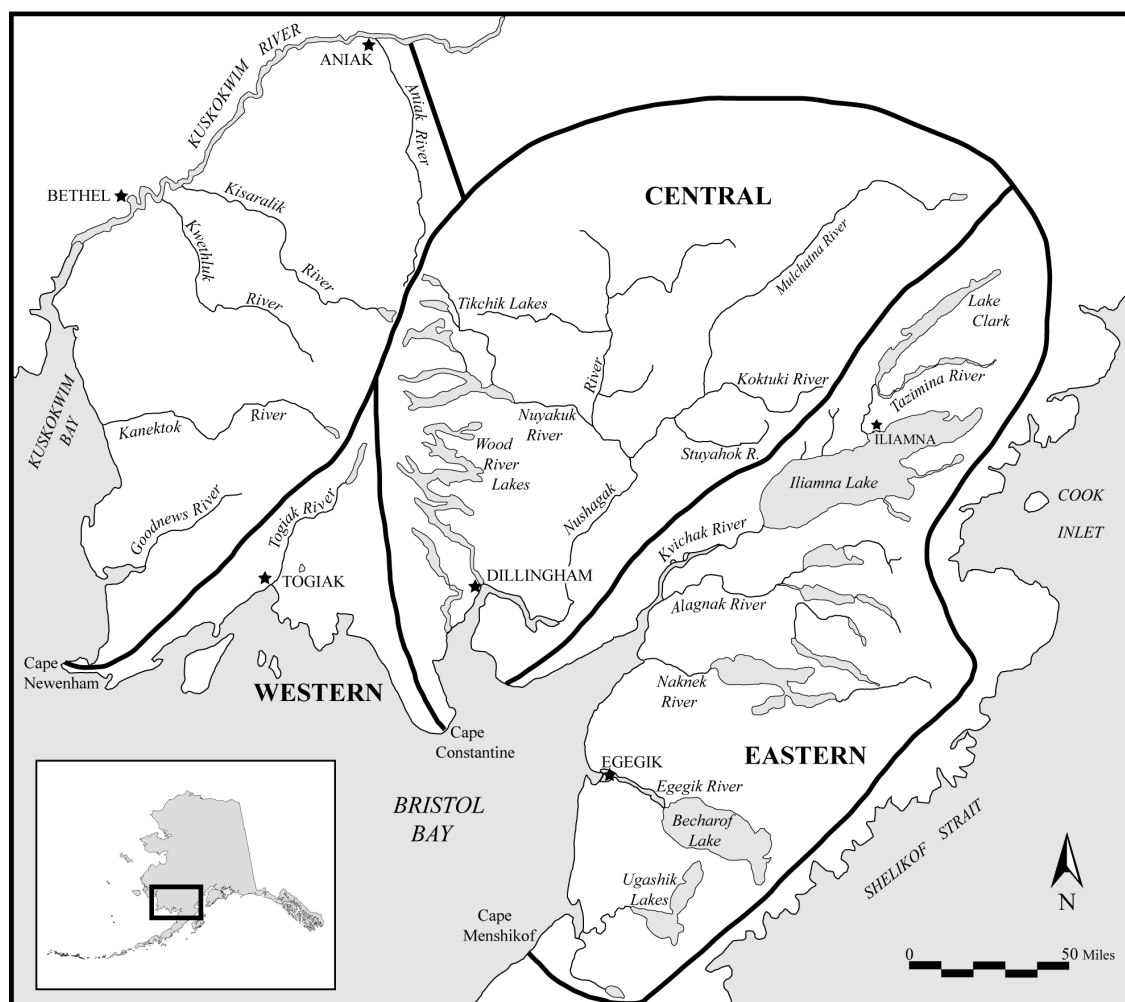 KUSKOKWIM RIVER
ANIAK
Aniak River
BETHEL
Kisaralik
River
Kwethluk
River
CENTRAL
Mulchatna River
Tikchik Lakes
River
Lake
Clark
Tazimina River
Koktuki River
KUSKOKWIM
BAY
Kanektok
River
Nuyakuk
River
Wood
River
Lakes
Stuyahok R.
ILIAMNA
Iliamna Lake
COOK
INLET
Goodnews River
Togiak River
Nushagak
Kvichak River
TOGIAK
DILLINGHAM
Alagnak River
Cape
Newenham
WESTERN
Naknek
River
Cape
Constantine
EASTERN
EGEGIK
Egegik River
BRISTOL
BAY
Becharof
Lake
SHELIKOF STRAIT
Ugashik
Lakes
Cape
Menshikof
N
0
50 Miles